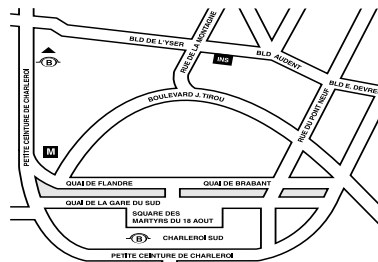 BLD DE L'YSER
RUE DE LA MONTAGNE
INS
BLD AUDENT
BLD E. DEVRE
B
PETITE CEINTURE DE CHARLEROI
BOULEVARD J. TIROU
RUE DU PONT NEUF
M
QUAI DE FLANDRE
QUAI DE BRABANT
QUAI DE LA GARE DU SUD
SQUARE DES
MARTYRS DU 18 AOUT
B
CHARLEROI SUD
PETITE CEINTURE DE CHARLEROI